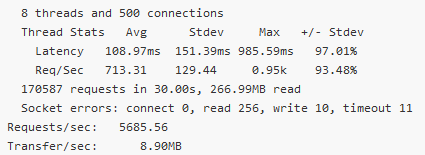 8 threads and 500 connections
Thread Stats Avg Stdev Max +/- Stdev
Latency 108.97ms 151.39ms 985.59ms 97.01%
Req/Sec 713.31 129.44 0.95k 93.48%
170587 requests in 30.00s, 266.99MB read
Socket errors: connect 0, read 256, write 10, timeout 11
Requests/sec: 5685.56
Transfer/sec: 8.90MB